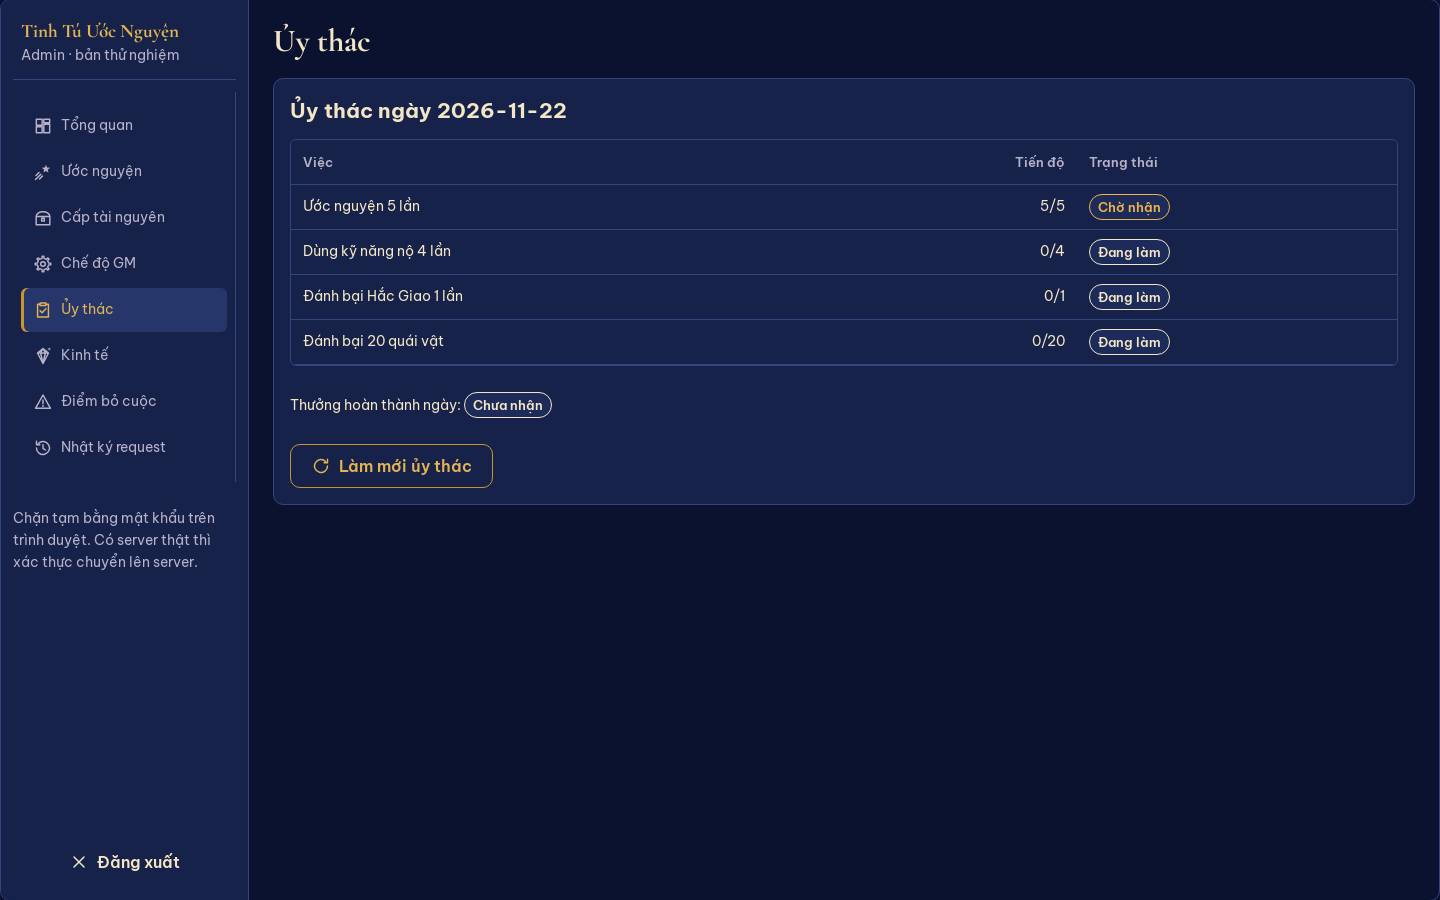 Tinh Tú Ước Nguyện
Admin · bản thử nghiệm
Tổng quan
Ước nguyện
Cấp tài nguyên
Chế độ GM
Ủy thác
Kinh tế
Điểm bỏ cuộc
Nhật ký request
Chặn tạm bằng mật khẩu trên
trình duyệt. Có server thật thì
xác thực chuyển lên server.
Đăng xuất
Ủy thác
Ủy thác ngày 2026-11-22
Việc Tiến độ Trạng thái
Ước nguyện 5 lần 5/5 Chờ nhận
Dùng kỹ năng nộ 4 lần 0/4 Đang làm
Đánh bại Hắc Giao 1 lần 0/1 Đang làm
Đánh bại 20 quái vật 0/20 Đang làm
Thưởng hoàn thành ngày: Chưa nhận
Làm mới ủy thác